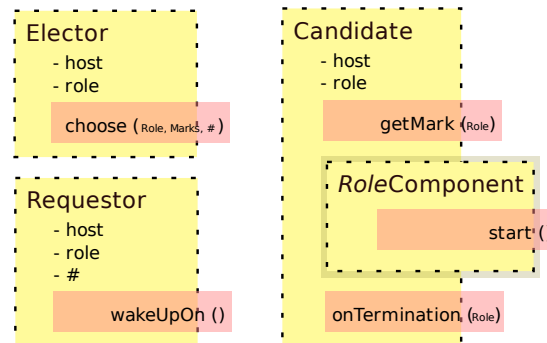 Elector
- host
- role
choose (Role, Marks, #)
Requestor
- host
- role
- #
wakeUpOn ()
Candidate
- host
- role
getMark (Role)
RoleComponent
start (
onTermination (Role)